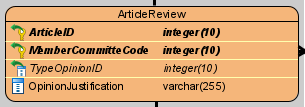 ArticleReview
ArticleID integer(10)
MemberCommitteCode integer(10)
TypeOpinionID integer(10)
OpinionJustification varchar(255)